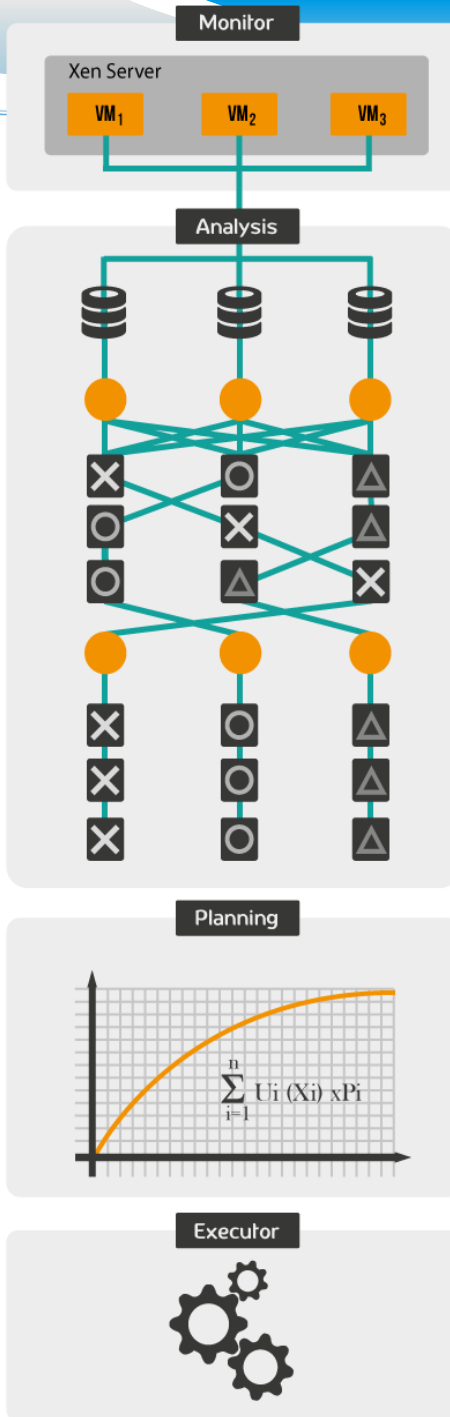 Monitor
Xen Server
VM₁ VM₂ VM₃
Analysis
Planning
n
∑ Ui (Xi) xPi
i=1
Executor